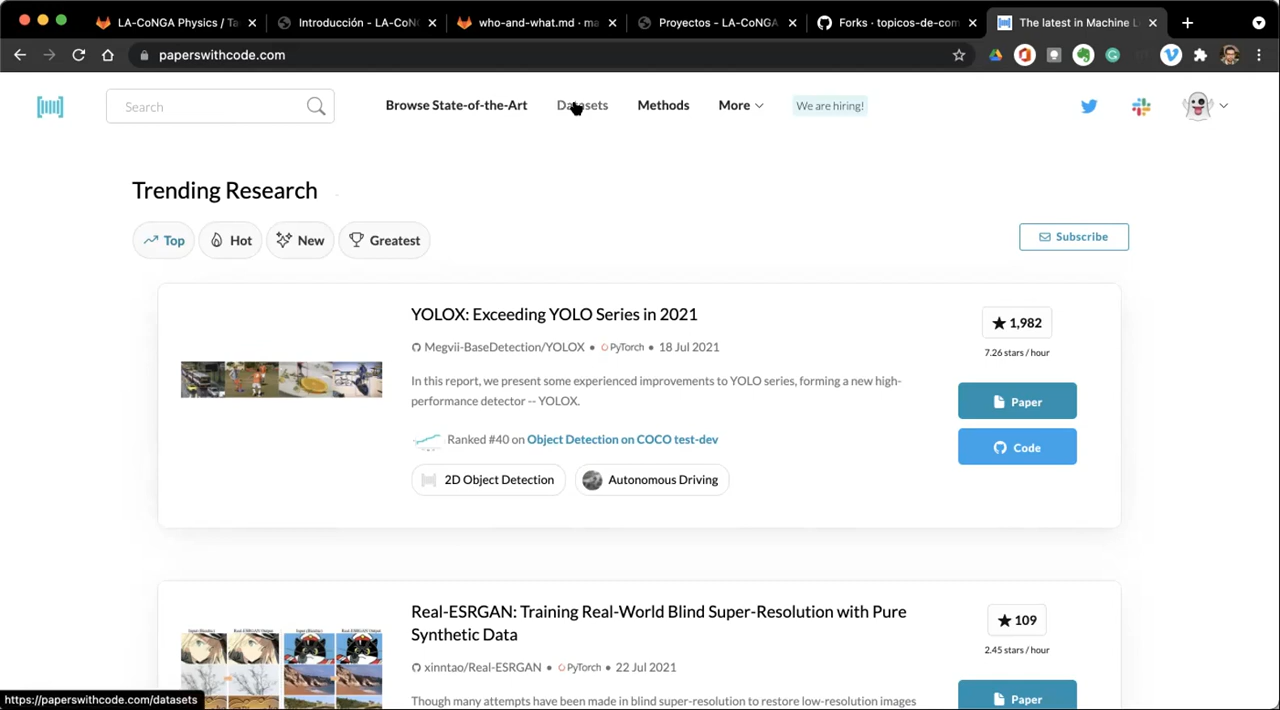 LA-CoNGA Physics / Ta
Introducción - LA-CoN
who-and-what.md · ma
Proyectos - LA-CoNGA
Forks · topicos-de-com
The latest in Machine L
paperswithcode.com
Search
Browse State-of-the-Art
Datasets
Methods
More
We are hiring!
Trending Research
Top
Hot
New
Greatest
Subscribe
YOLOX: Exceeding YOLO Series in 2021
Megvii-BaseDetection/YOLOX • PyTorch • 18 Jul 2021
In this report, we present some experienced improvements to YOLO series, forming a new high-
performance detector -- YOLOX.
Ranked #40 on Object Detection on COCO test-dev
2D Object Detection
Autonomous Driving
1,982
7.26 stars / hour
Paper
Code
Real-ESRGAN: Training Real-World Blind Super-Resolution with Pure
Synthetic Data
xinntao/Real-ESRGAN • PyTorch • 22 Jul 2021
Though many attempts have been made in blind super-resolution to restore low-resolution images
109
2.45 stars / hour
Paper
https://paperswithcode.com/datasets